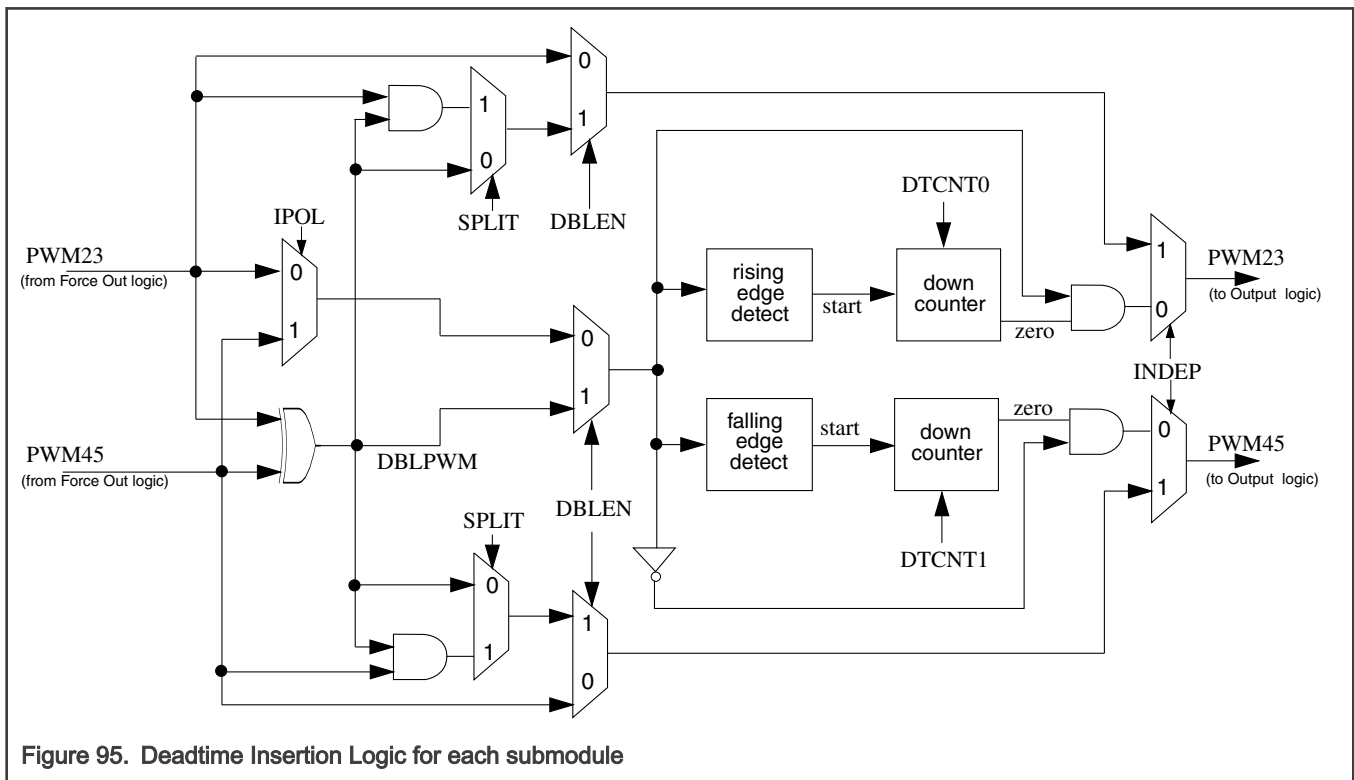 0
1
1
0
SPLIT
DBLEN
DTCNT0
IPOL
PWM23
(from Force Out logic)
0
1
rising
edge
detect
start
down
counter
zero
1
0
PWM23
(to Output logic)
0
1
INDEP
PWM45
(from Force Out logic)
DBLPWM
DBLEN
falling
edge
detect
start
down
counter
zero
0
1
PWM45
(to Output logic)
SPLIT
DTCNT1
0
1
1
0
Figure 95. Deadtime Insertion Logic for each submodule